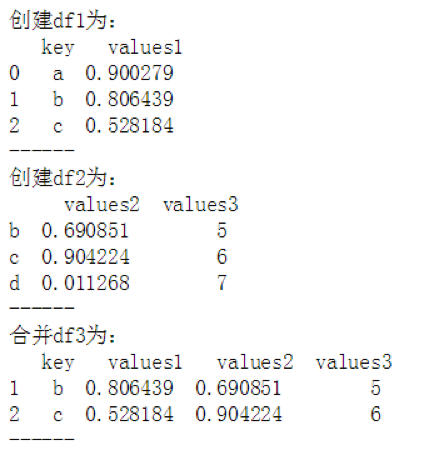 创建df1为:
key values1
0 a 0.900279
1 b 0.806439
2 c 0.528184
------
创建df2为:
values2 values3
b 0.690851 5
c 0.904224 6
d 0.011268 7
------
合并df3为:
key values1 values2 values3
1 b 0.806439 0.690851 5
2 c 0.528184 0.904224 6
------